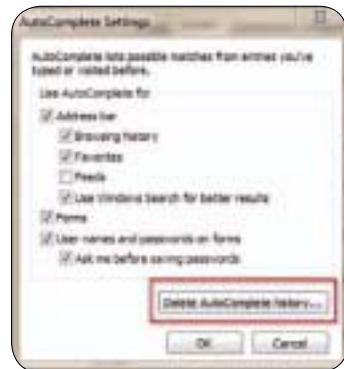 AutoComplete Settings
AutoComplete lists possible matches from entries you've
typed or visited before.
Use AutoComplete for
Address bar
Browsing history
Favorites
Feeds
Use Windows Search for better results
Forms
User names and passwords on forms
Ask me before saving passwords
Delete AutoComplete history...
OK
Cancel